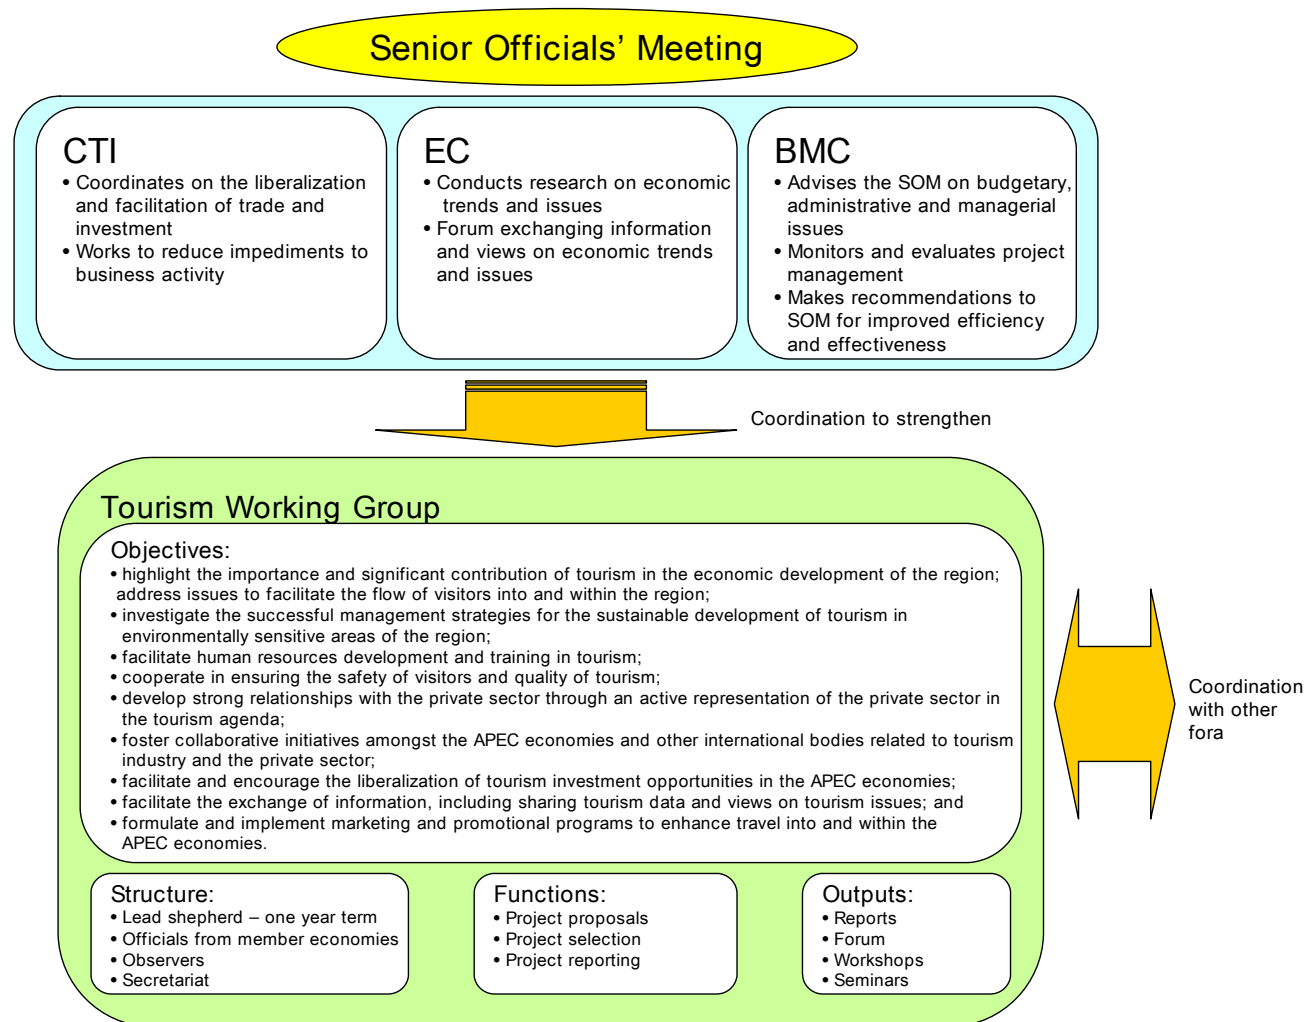 Senior Officials’ Meeting
CTI
• Coordinates on the liberalization
and facilitation of trade and
investment
• Works to reduce impediments to
business activity
EC
• Conducts research on economic
trends and issues
• Forum exchanging information
and views on economic trends
and issues
BMC
• Advises the SOM on budgetary,
administrative and managerial
issues
• Monitors and evaluates project
management
• Makes recommendations to
SOM for improved efficiency
and effectiveness
Coordination to strengthen
Tourism Working Group
Objectives:
• highlight the importance and significant contribution of tourism in the economic development of the region;
address issues to facilitate the flow of visitors into and within the region;
• investigate the successful management strategies for the sustainable development of tourism in
environmentally sensitive areas of the region;
• facilitate human resources development and training in tourism;
• cooperate in ensuring the safety of visitors and quality of tourism;
• develop strong relationships with the private sector through an active representation of the private sector in
the tourism agenda;
• foster collaborative initiatives amongst the APEC economies and other international bodies related to tourism
industry and the private sector;
• facilitate and encourage the liberalization of tourism investment opportunities in the APEC economies;
• facilitate the exchange of information, including sharing tourism data and views on tourism issues; and
• formulate and implement marketing and promotional programs to enhance travel into and within the
APEC economies.
Coordination
with other
fora
Structure:
• Lead shepherd – one year term
• Officials from member economies
• Observers
• Secretariat
Functions:
• Project proposals
• Project selection
• Project reporting
Outputs:
• Reports
• Forum
• Workshops
• Seminars